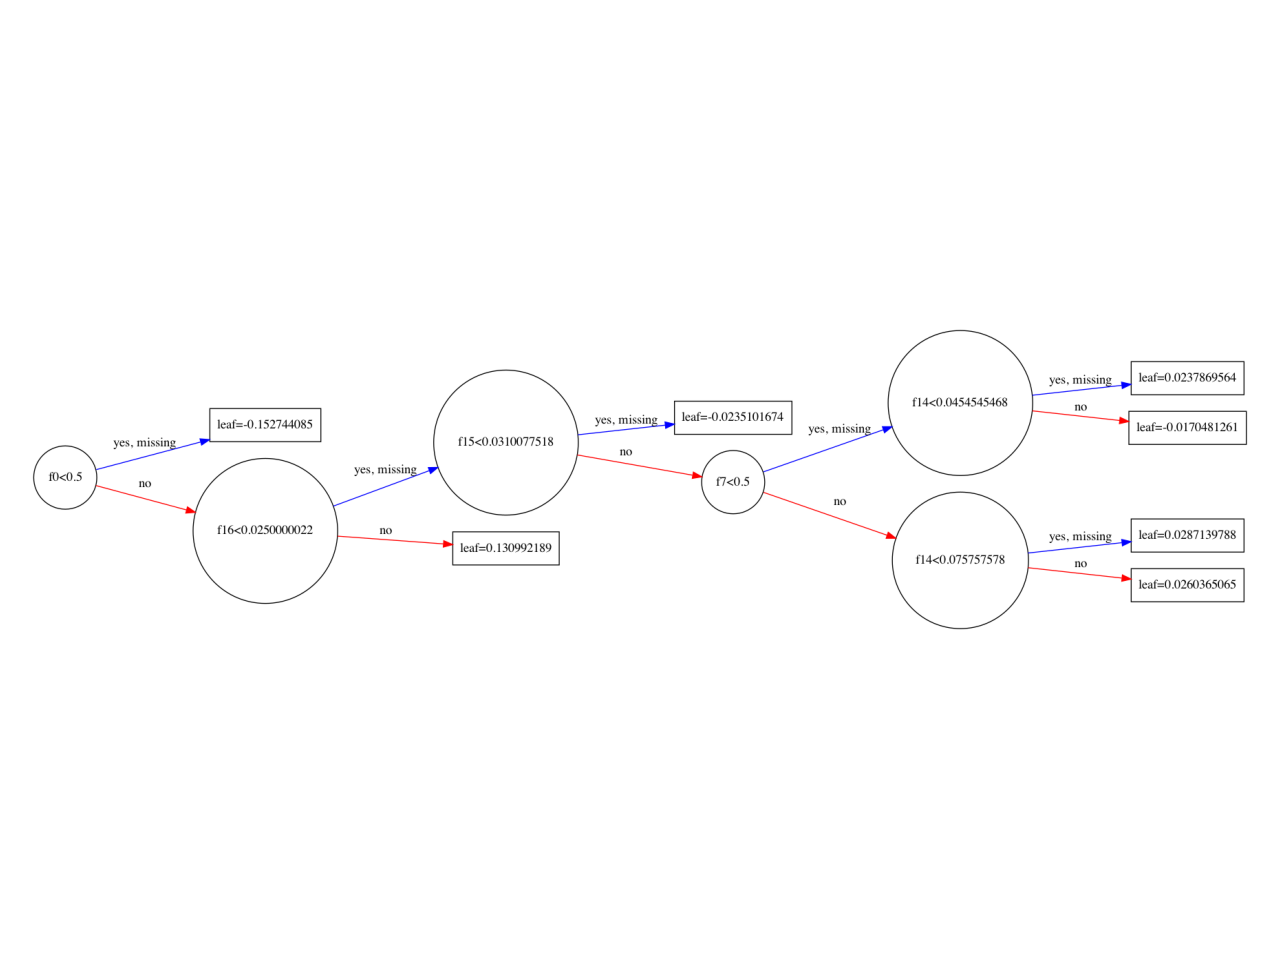 f0<0.5
yes, missing
no
leaf=-0.152744085
f16<0.0250000022
yes, missing
no
f15<0.0310077518
leaf=0.130992189
yes, missing
no
leaf=-0.0235101674
f7<0.5
yes, missing
no
f14<0.0454545468
yes, missing
no
leaf=0.0237869564
leaf=-0.0170481261
f14<0.075757578
yes, missing
no
leaf=0.0287139788
leaf=0.0260365065